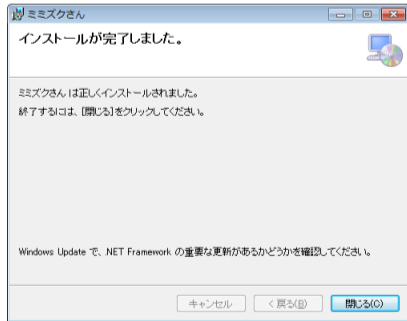 ミミズクさん
インストールが完了しました。
ミミズクさん は正しくインストールされました。
終了するには、[閉じる]をクリックしてください。
Windows Update で、.NET Framework の重要な更新があるかどうかを確認してください。
キャンセル
< 戻る(B)
閉じる(C)